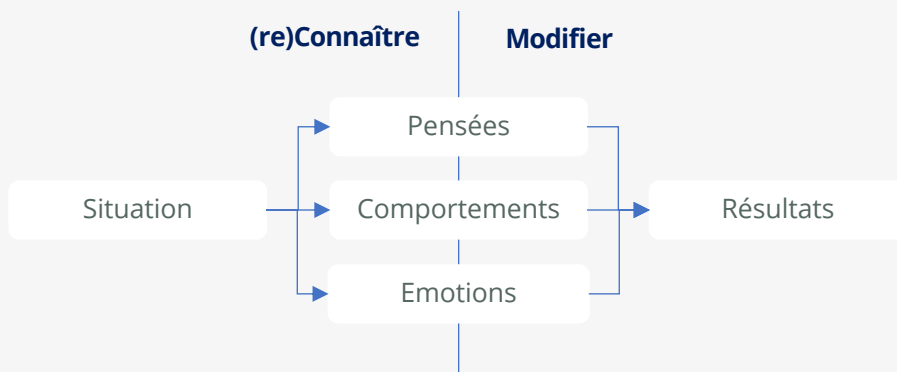 (re)Connaître
Modifier
Pensées
Situation
Comportements
Résultats
Emotions